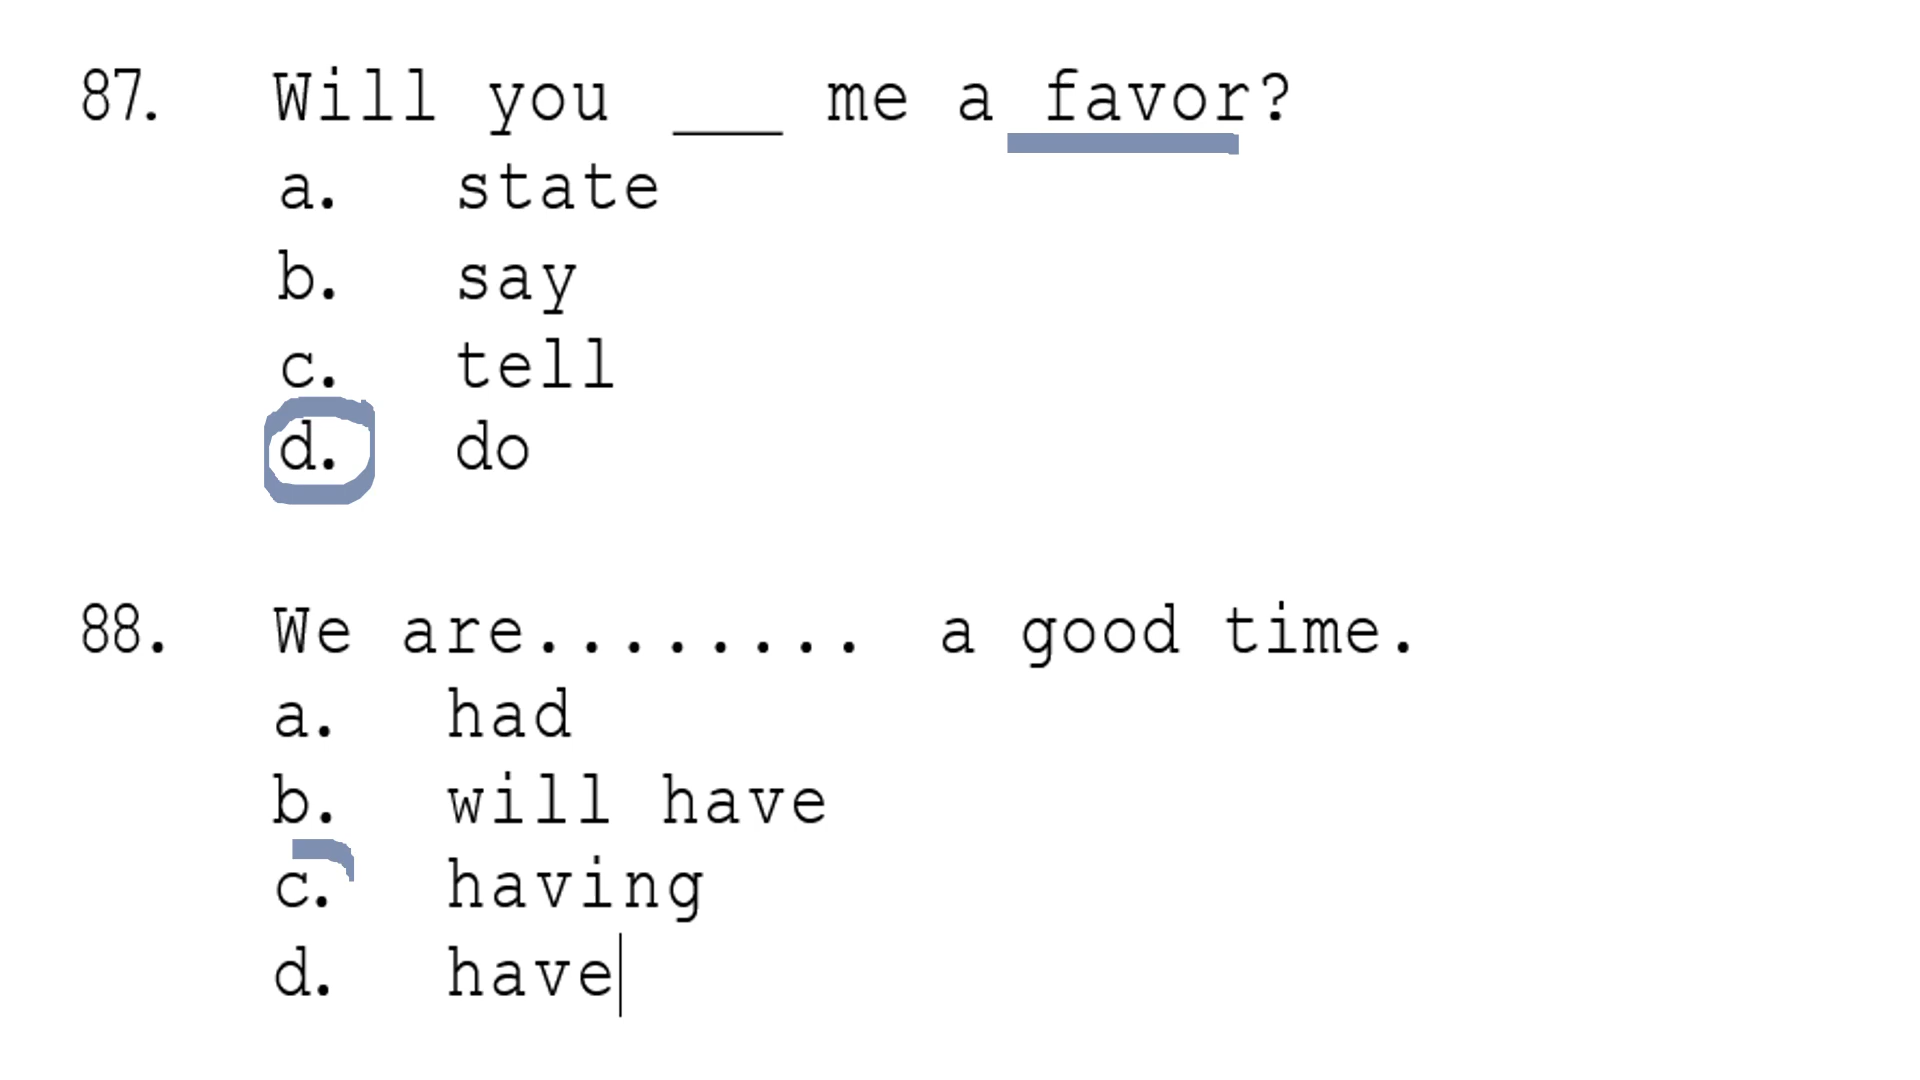 87. Will you ___ me a favor?
a. state
b. say
c. tell
d. do
88. We are........ a good time.
a. had
b. will have
c. having
d. have